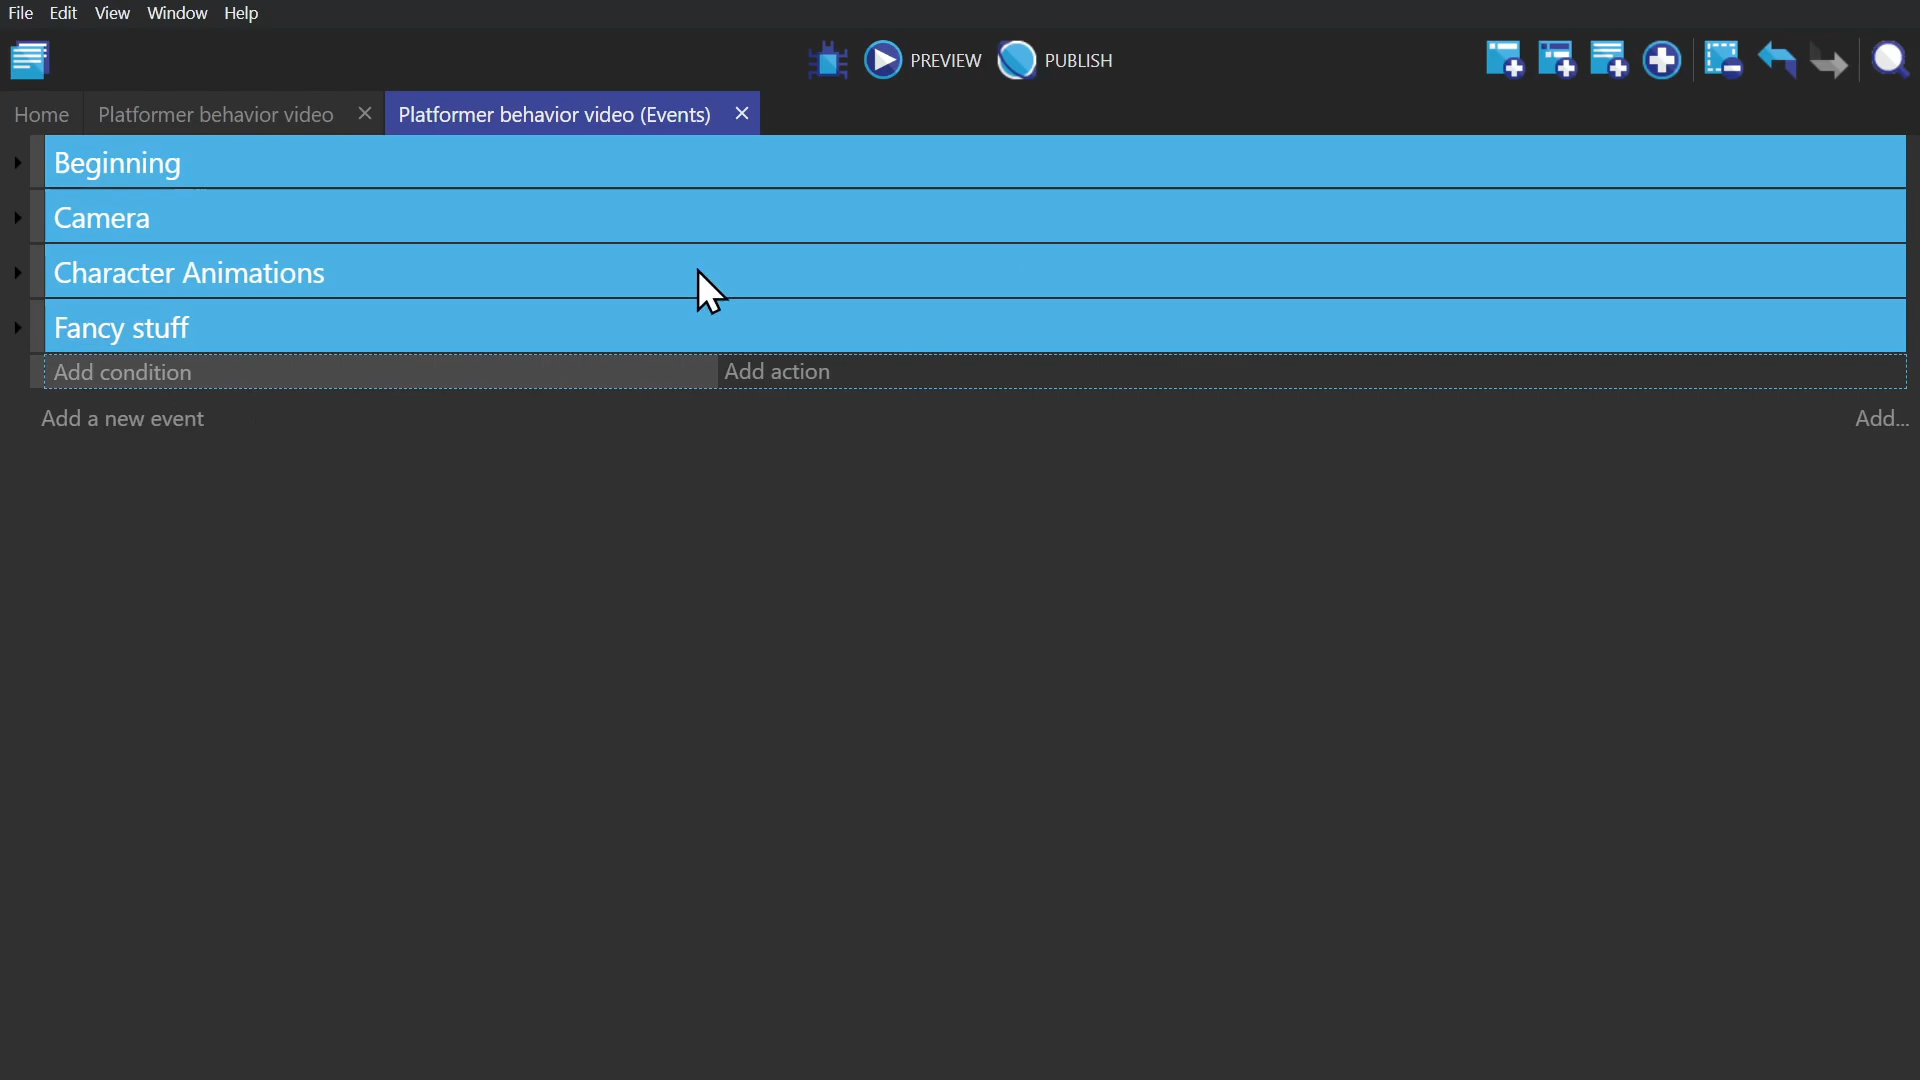 File Edit View Window Help
PREVIEW PUBLISH
Home Platformer behavior video Platformer behavior video (Events)
Beginning
Camera
Character Animations
Fancy stuff
Add condition Add action
Add a new event Add...